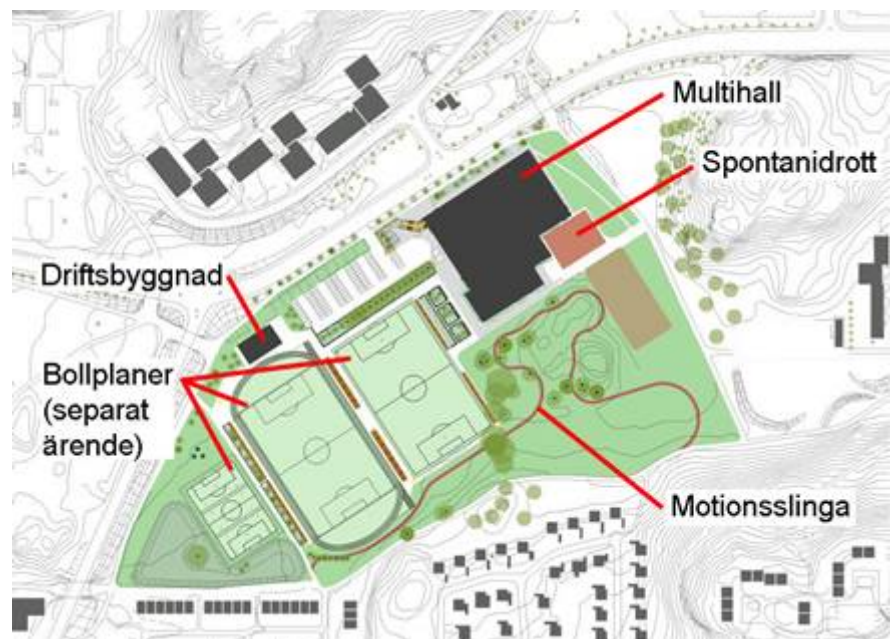 Multihall
Spontanidrott
Driftsbyggnad
Bollplaner
(separat
ärende)
Motionsslinga